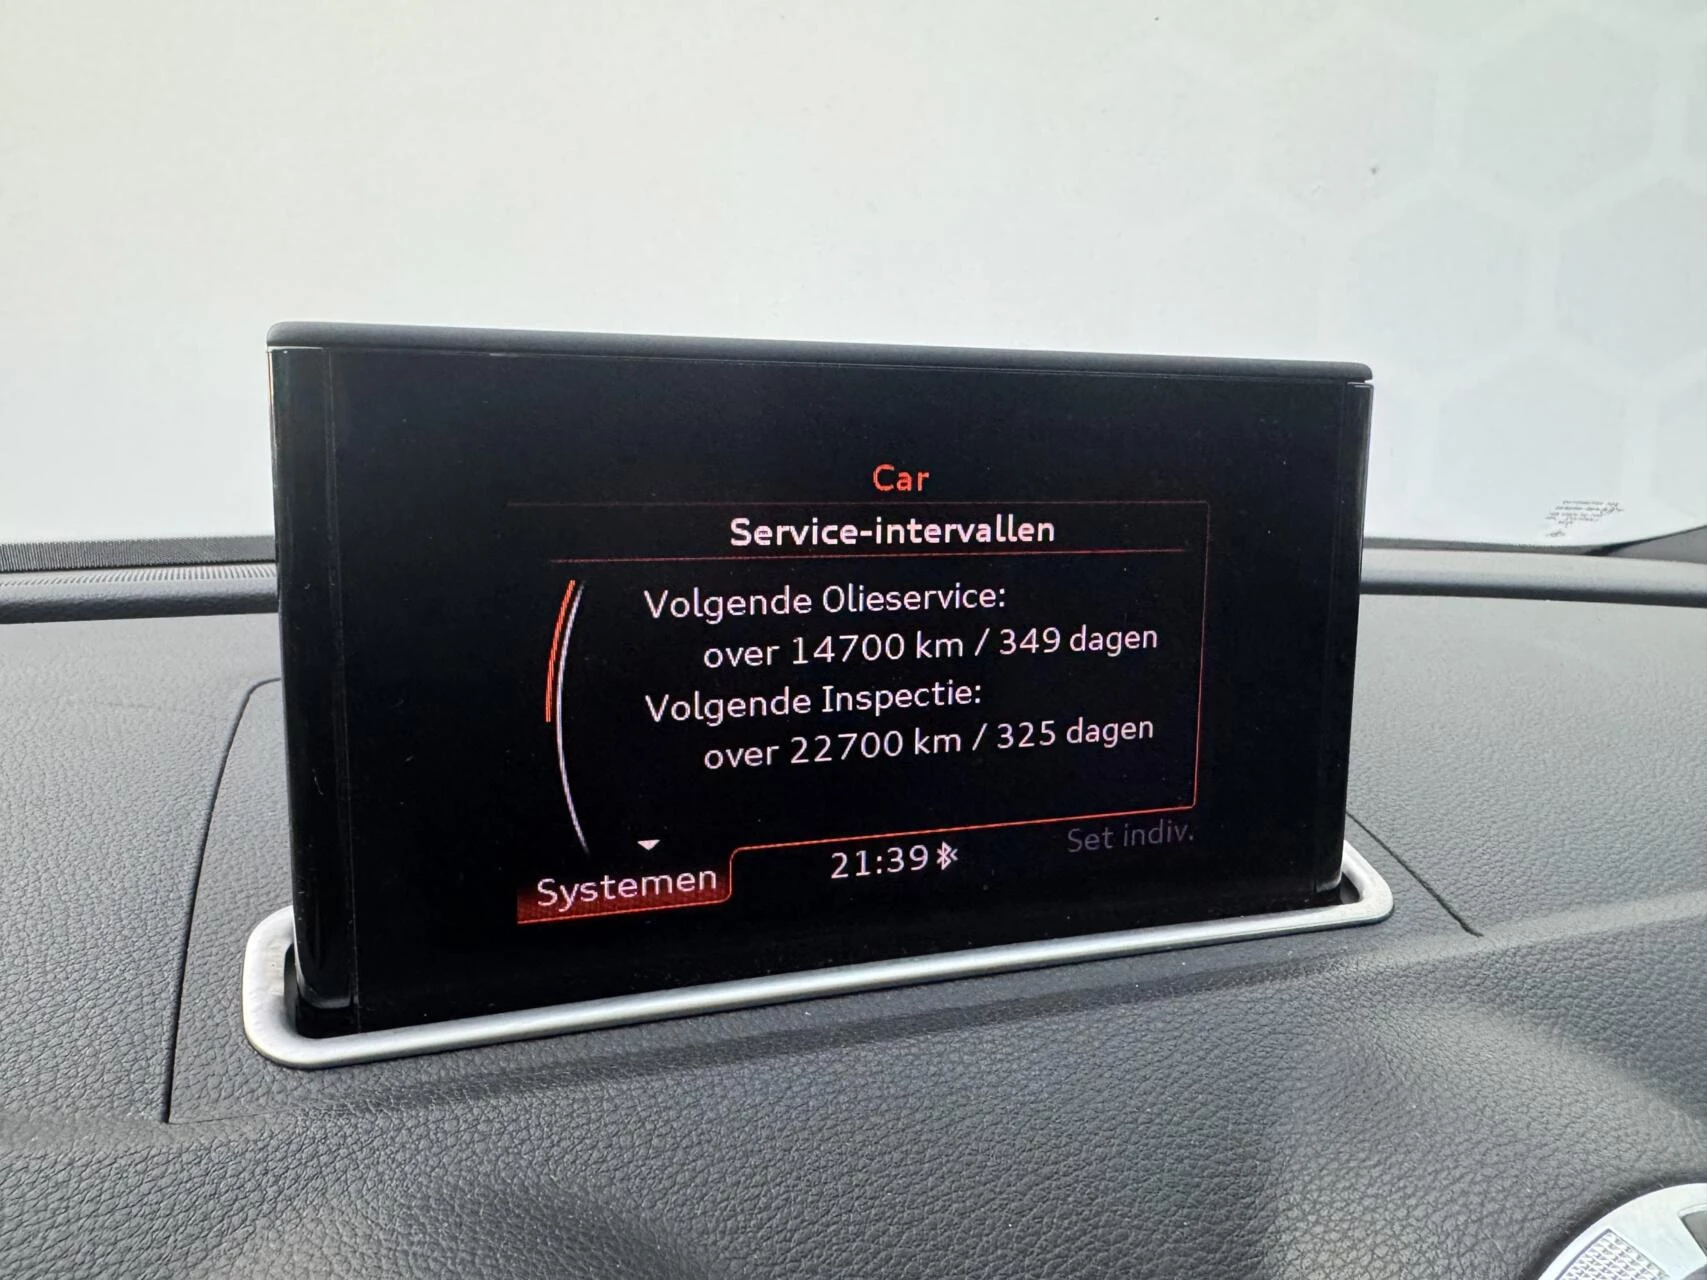 Car
Service-intervallen
Volgende Olieservice:
over 14700 km / 349 dagen
Volgende Inspectie:
over 22700 km / 325 dagen
Set indiv.
21:39
Systemen